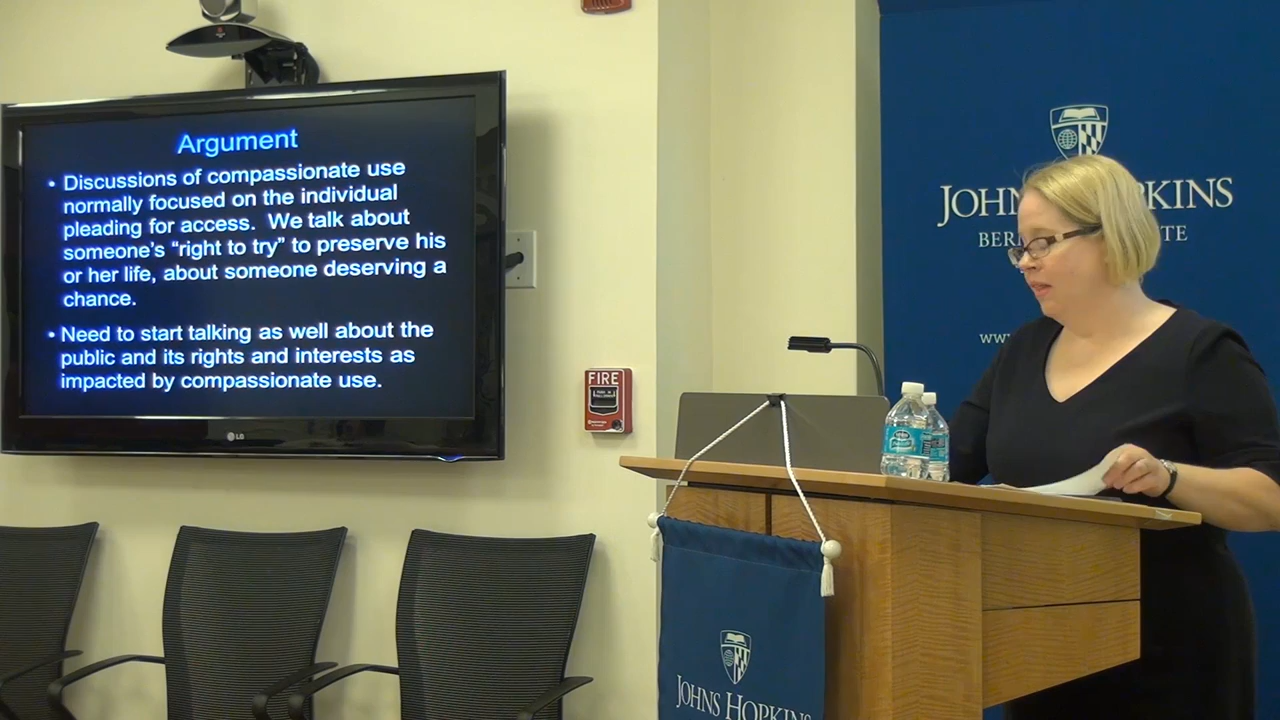 Argument
• Discussions of compassionate use
normally focused on the individual
pleading for access. We talk about
someone's “right to try” to preserve his
or her life, about someone deserving a
chance.
• Need to start talking as well about the
public and its rights and interests as
impacted by compassionate use.
LG
FIRE
JOHNS HOPKINS
www.
JOHNS HOPKINS